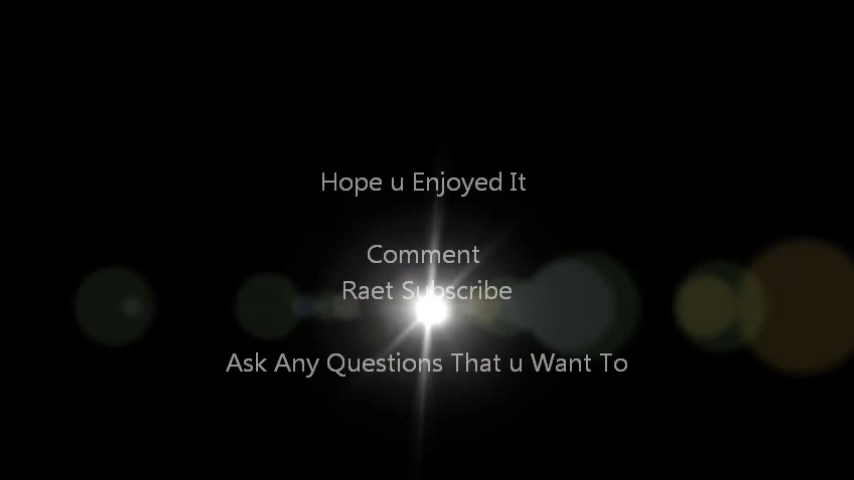 Hope u Enjoyed It
Comment
Raet Subscribe
Ask Any Questions That u Want To